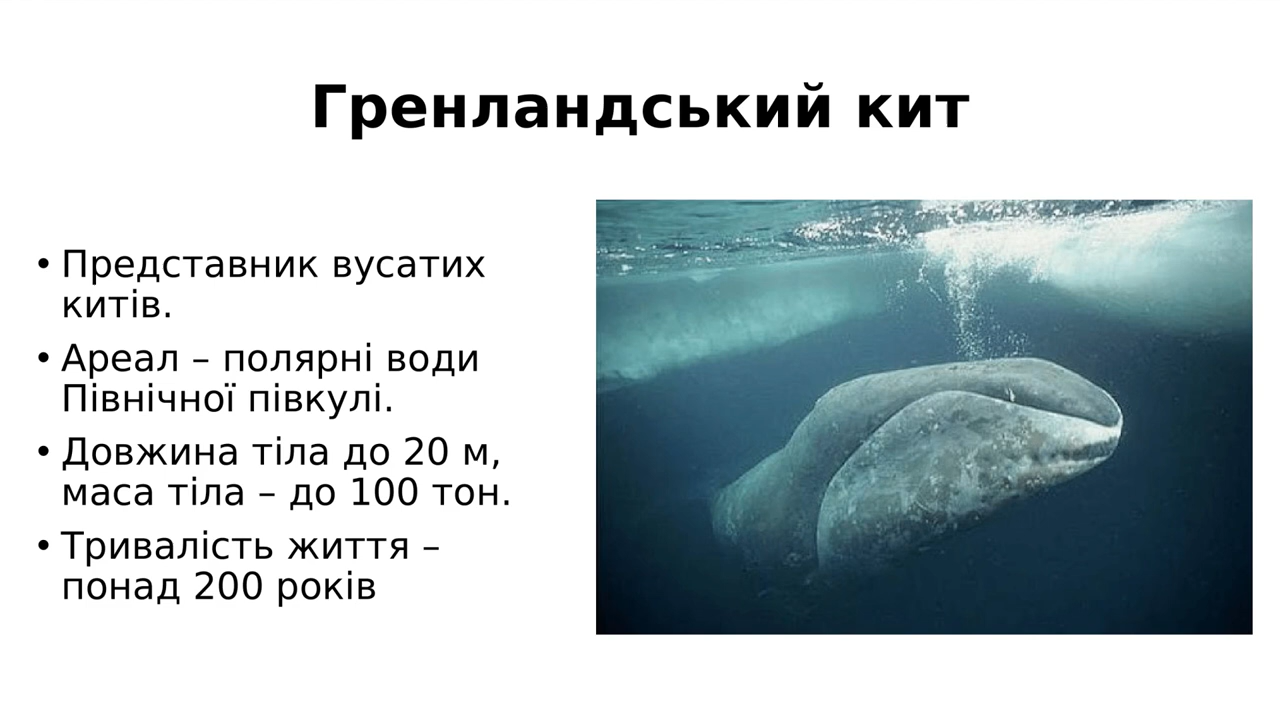 Гренландський кит
• Представник вусатих
китів.
• Ареал – полярні води
Північної півкулі.
• Довжина тіла до 20 м,
маса тіла – до 100 тон.
• Тривалість життя –
понад 200 років